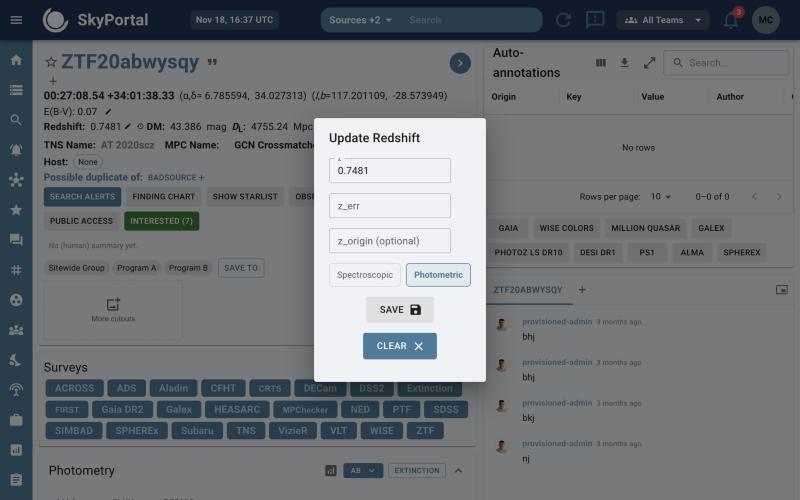 SkyPortal
Nov 18, 16:37 UTC
Sources +2
Search
All Teams
3
MC
ZTF20abwysqy
00:27:08.54 +34:01:38.33 (α,δ= 6.785594, 34.027313) (l,b=117.201109, -28.573949)
E(B-V): 0.07
Redshift: 0.7481 DM: 43.386 mag DL: 4755.24 Mpc
TNS Name: AT 2020scz MPC Name: GCN Crossmatch
Host: None
Possible duplicate of: BADSOURCE +
SEARCH ALERTS
FINDING CHART
SHOW STARLIST
PUBLIC ACCESS
INTERESTED (7)
No (human) summary yet.
Sitewide Group
Program A
Program B
SAVE TO
More cutouts
Surveys
ACROSS ADS Aladin CFHT CRTS DECam DSS2 Extinction
FIRST Gaia DR2 Galex HEASARC MPChecker NED PTF SDSS
SIMBAD SPHEREx Subaru TNS VizieR VLT WISE ZTF
Photometry
AB
EXTINCTION
Update Redshift
z
0.7481
z_err
z_origin (optional)
Spectroscopic
Photometric
SAVE
CLEAR
Auto-
annotations
Search...
Origin Key Value Author
No rows
Rows per page: 10 0–0 of 0
GAIA WISE COLORS MILLION QUASAR GALEX
PHOTOZ LS DR10 DESI DR1 PS1 ALMA SPHEREX
ZTF20ABWYSQY +
provisioned-admin 3 months ago
bhj
provisioned-admin 3 months ago
bhj
provisioned-admin 3 months ago
bkj
provisioned-admin 3 months ago
nj